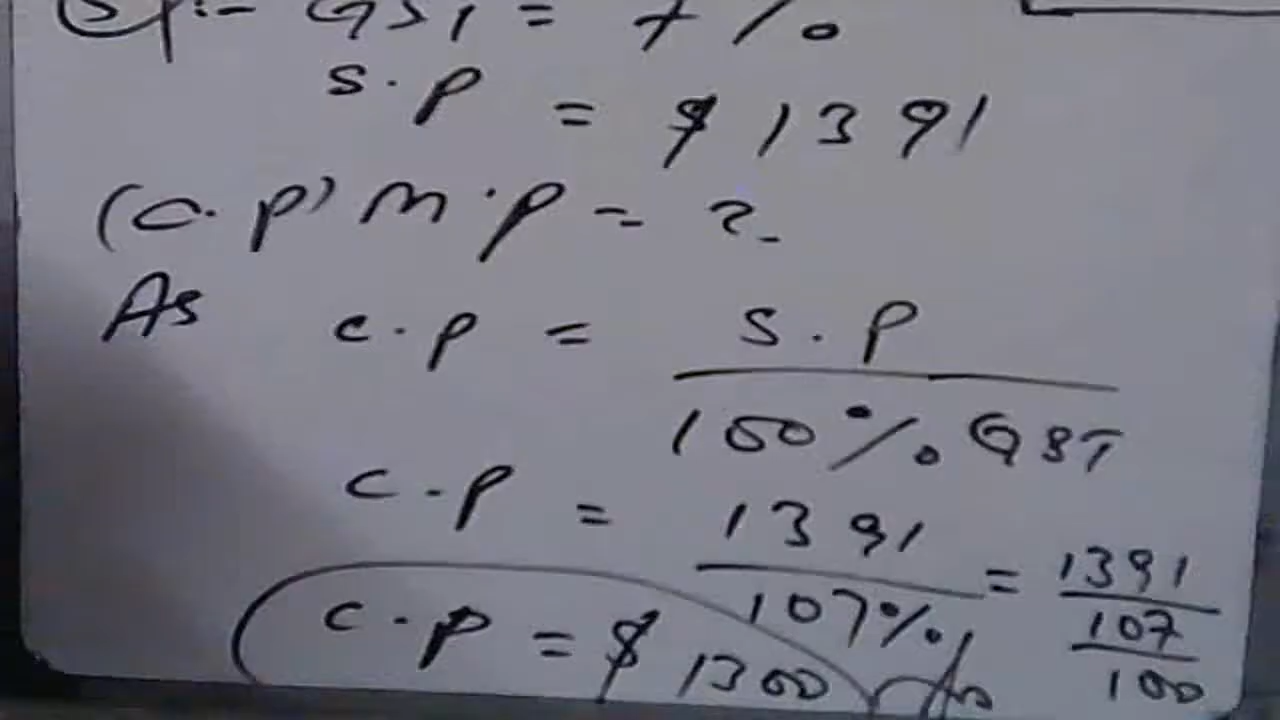 GST = 7%
S.P = $1391
(C.P) M.P = ?
As C.P = S.P
100% GST
C.P = 1391 = 1391
107% 107
100
C.P = $1300